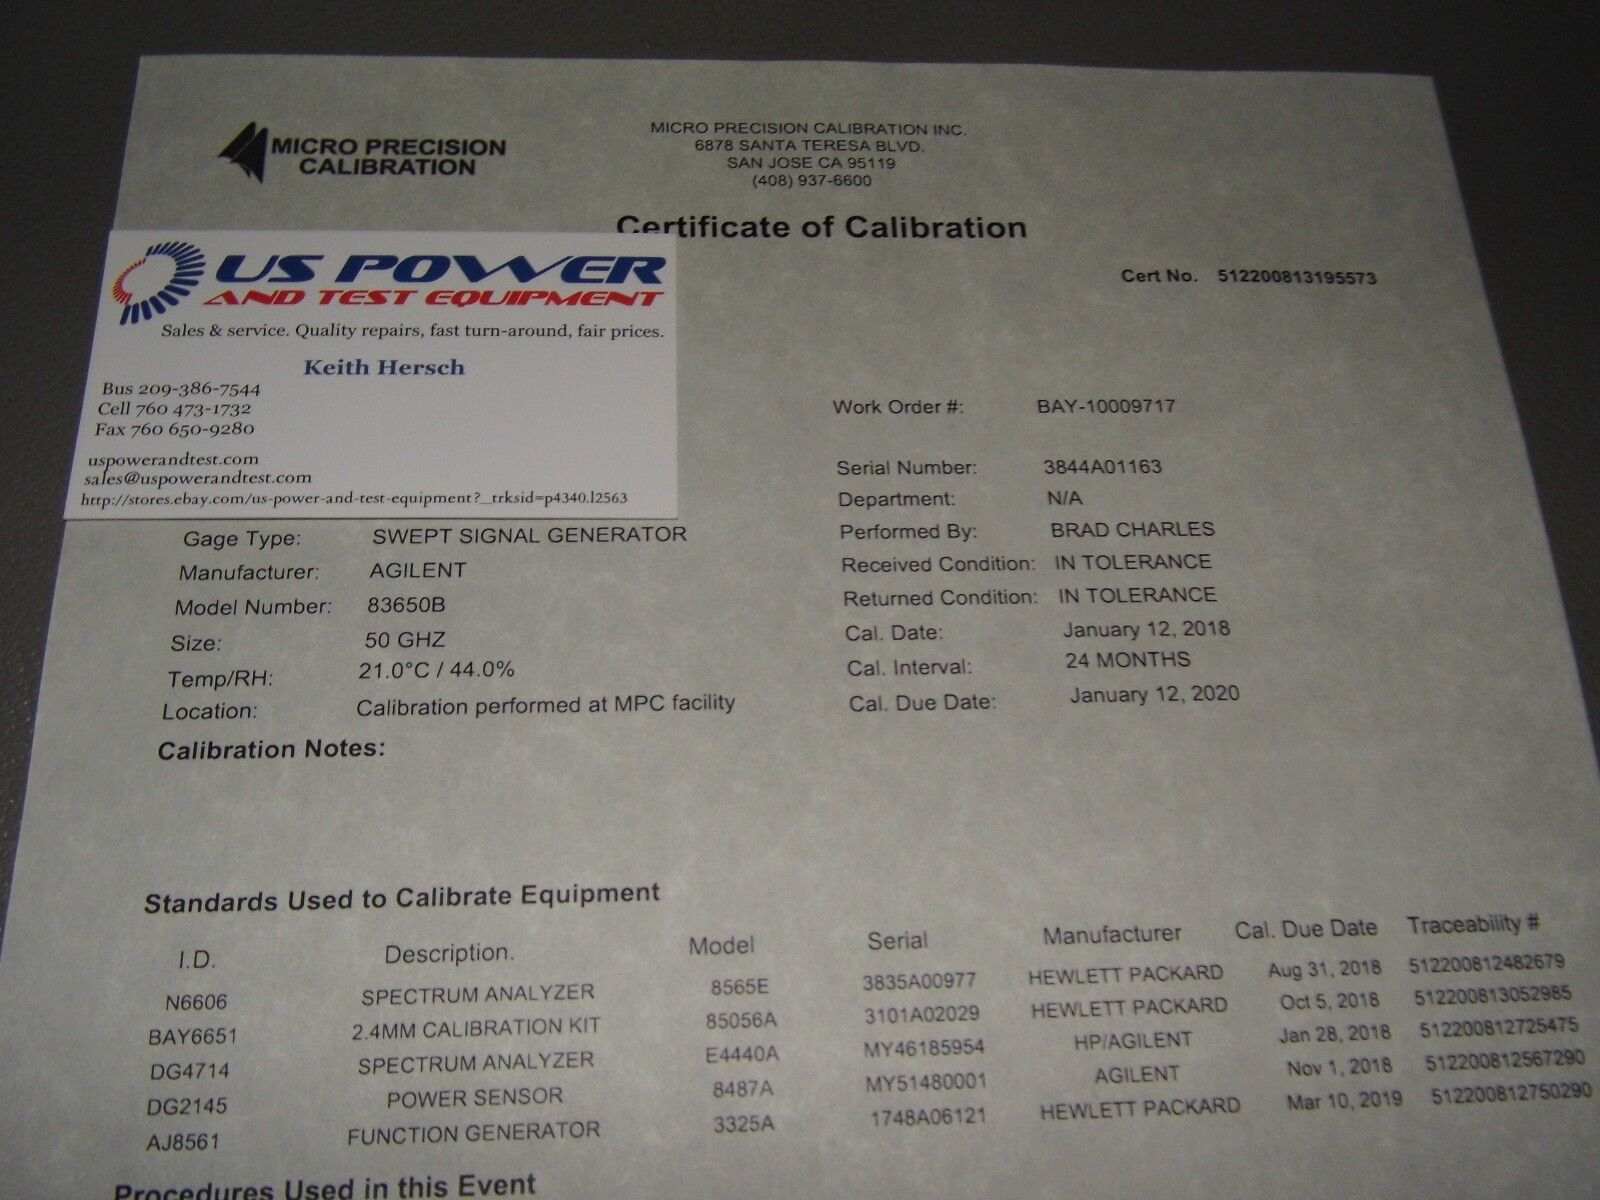 MICRO PRECISION
CALIBRATION
MICRO PRECISION CALIBRATION INC.
6878 SANTA TERESA BLVD.
SAN JOSE CA 95119
(408) 937-6600
Certificate of Calibration
Cert No. 512200813195573
US POWER
AND TEST EQUIPMENT
Sales & service. Quality repairs, fast turn-around, fair prices.
Keith Hersch
Bus 209-386-7544
Cell 760 473-1732
Fax 760 650-9280
uspowerandtest.com
sales@uspowerandtest.com
http://stores.ebay.com/us-power-and-test-equipment?_trksid=p4340.l2563
Gage Type: SWEPT SIGNAL GENERATOR
Manufacturer: AGILENT
Model Number: 83650B
Size: 50 GHZ
Temp/RH: 21.0°C / 44.0%
Location: Calibration performed at MPC facility
Calibration Notes:
Work Order #: BAY-10009717
Serial Number: 3844A01163
Department: N/A
Performed By: BRAD CHARLES
Received Condition: IN TOLERANCE
Returned Condition: IN TOLERANCE
Cal. Date: January 12, 2018
Cal. Interval: 24 MONTHS
Cal. Due Date: January 12, 2020
Standards Used to Calibrate Equipment
I.D. Description. Model Serial Manufacturer Cal. Due Date Traceability #
N6606 SPECTRUM ANALYZER 8565E 3835A00977 HEWLETT PACKARD Aug 31, 2018 512200812482679
BAY6651 2.4MM CALIBRATION KIT 85056A 3101A02029 HEWLETT PACKARD Oct 5, 2018 512200813052985
DG4714 SPECTRUM ANALYZER E4440A MY46185954 HP/AGILENT Jan 28, 2018 512200812725475
DG2145 POWER SENSOR 8487A MY51480001 AGILENT Nov 1, 2018 512200812567290
AJ8561 FUNCTION GENERATOR 3325A 1748A06121 HEWLETT PACKARD Mar 10, 2019 512200812750290
Procedures Used in this Event